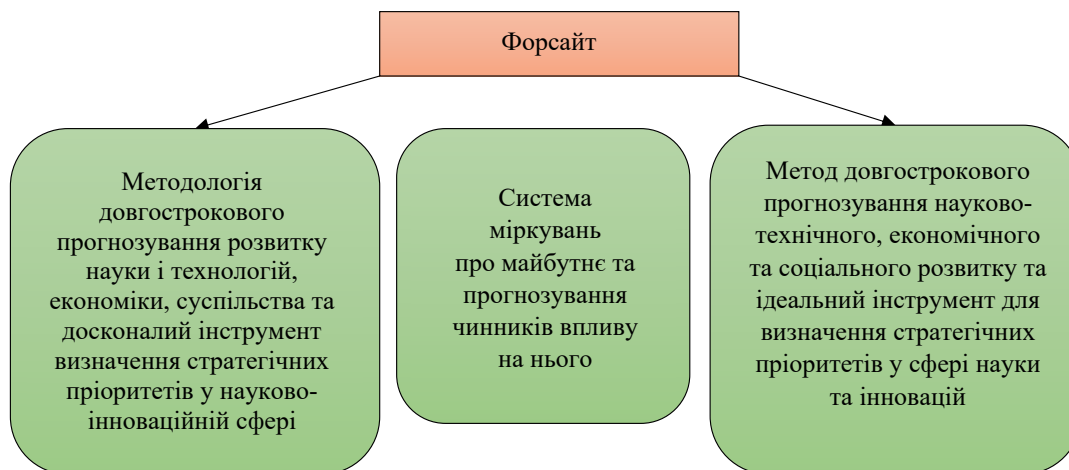 Форсайт
Методологія
довгострокового
прогнозування розвитку
науки і технологій,
економіки, суспільства та
досконалий інструмент
визначення стратегічних
пріоритетів у науково-
інноваційній сфері
Система
міркувань
про майбутнє та
прогнозування
чинників впливу
на нього
Метод довгострокового
прогнозування науково-
технічного, економічного
та соціального розвитку та
ідеальний інструмент для
визначення стратегічних
пріоритетів у сфері науки
та інновацій